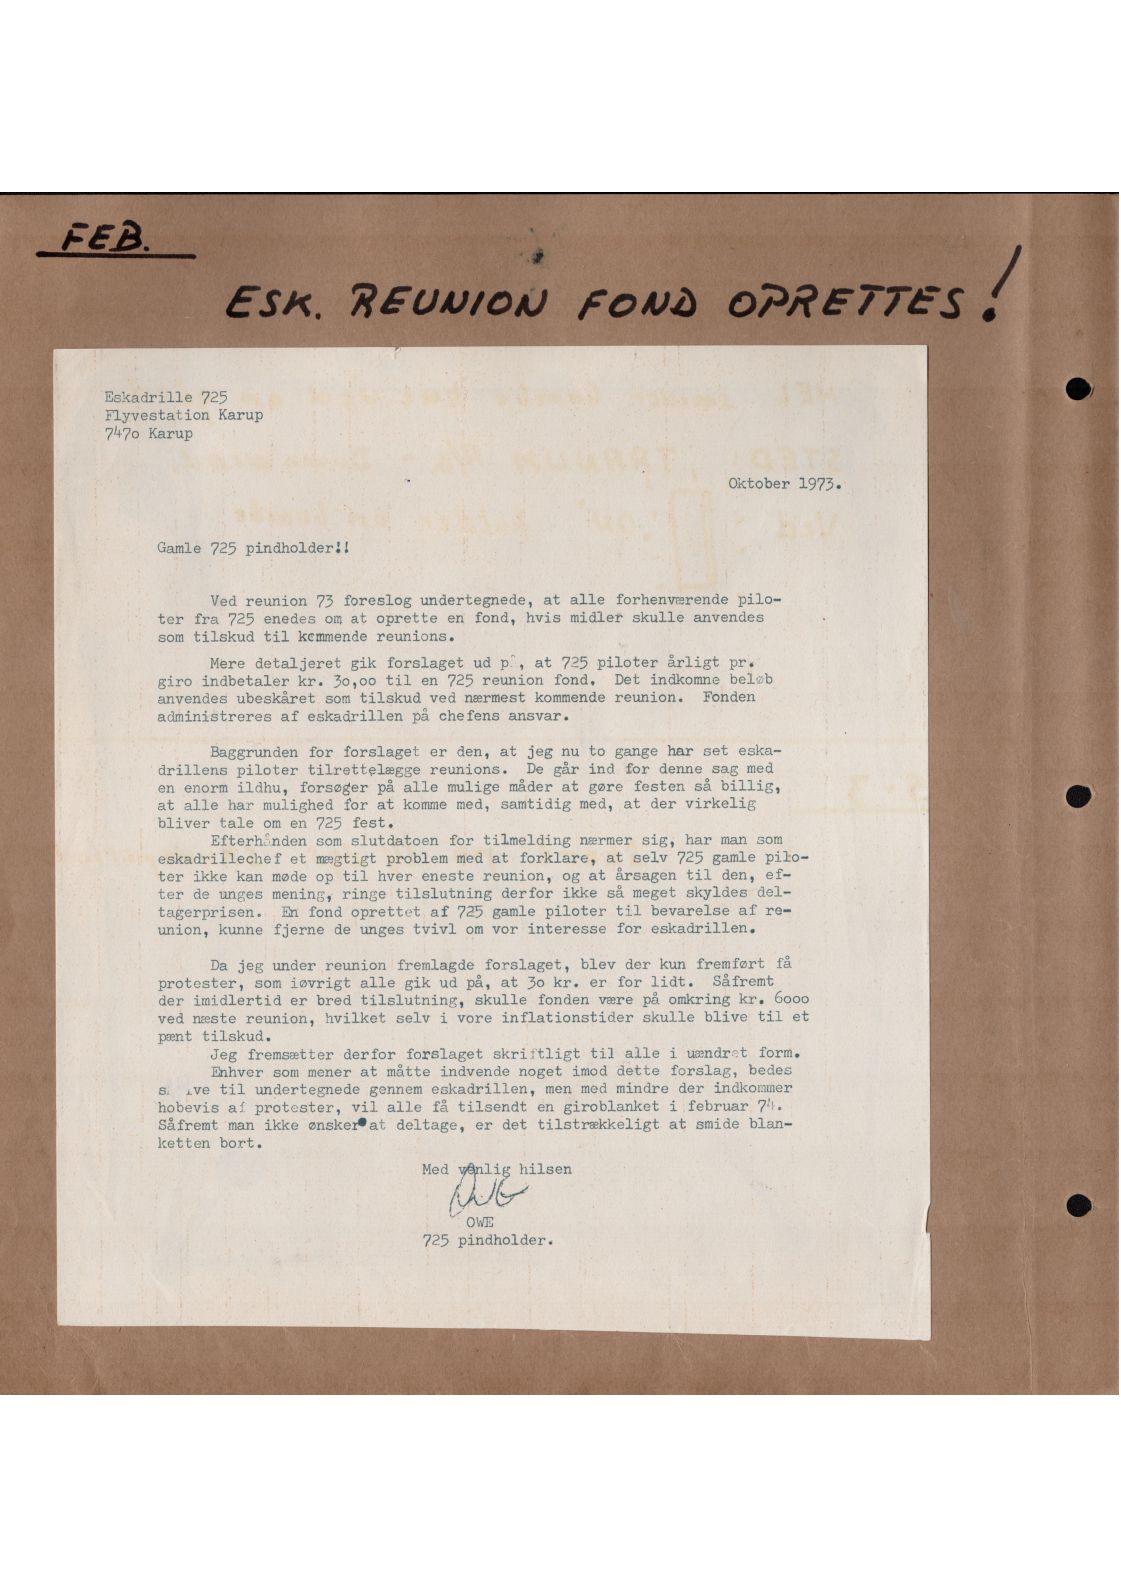 FEB.
ESK. REUNION FOND OPRETTES!
Eskadrille 725
Flyvestation Karup
747o Karup
Oktober 1973.
Gamle 725 pindholder!!
Ved reunion 73 foreslog undertegnede, at alle forhenværende pilo-
ter fra 725 enedes om at oprette en fond, hvis midler skulle anvendes
som tilskud til kommende reunions.
Mere detaljeret gik forslaget ud på, at 725 piloter årligt pr.
giro indbetaler kr. 3o,oo til en 725 reunion fond. Det indkomne beløb
anvendes ubeskåret som tilskud ved nærmest kommende reunion. Fonden
administreres af eskadrillen på chefens ansvar.
Baggrunden for forslaget er den, at jeg nu to gange har set eska-
drillens piloter tilrettelægge reunions. De går ind for denne sag med
en enorm ildhu, forsøger på alle mulige måder at gøre festen så billig,
at alle har mulighed for at komme med, samtidig med, at der virkelig
bliver tale om en 725 fest.
Efterhånden som slutdatoen for tilmelding nærmer sig, har man som
eskadrillechef et mægtigt problem med at forklare, at selv 725 gamle pilo-
ter ikke kan møde op til hver eneste reunion, og at årsagen til den, ef-
ter de unges mening, ringe tilslutning derfor ikke så meget skyldes del-
tagerprisen. En fond oprettet af 725 gamle piloter til bevarelse af re-
union, kunne fjerne de unges tvivl om vor interesse for eskadrillen.
Da jeg under reunion fremlagde forslaget, blev der kun fremført få
protester, som iøvrigt alle gik ud på, at 3o kr. er for lidt. Såfremt
der imidlertid er bred tilslutning, skulle fonden være på omkring kr. 6ooo
ved næste reunion, hvilket selv i vore inflationstider skulle blive til et
pænt tilskud.
Jeg fremsætter derfor forslaget skriftligt til alle i uændret form.
Enhver som mener at måtte indvende noget imod dette forslag, bedes
skrive til undertegnede gennem eskadrillen, men med mindre der indkommer
hobevis af protester, vil alle få tilsendt en giroblanket i februar 74.
Såfremt man ikke ønsker at deltage, er det tilstrækkeligt at smide blan-
ketten bort.
Med venlig hilsen
OWE
OWE
725 pindholder.